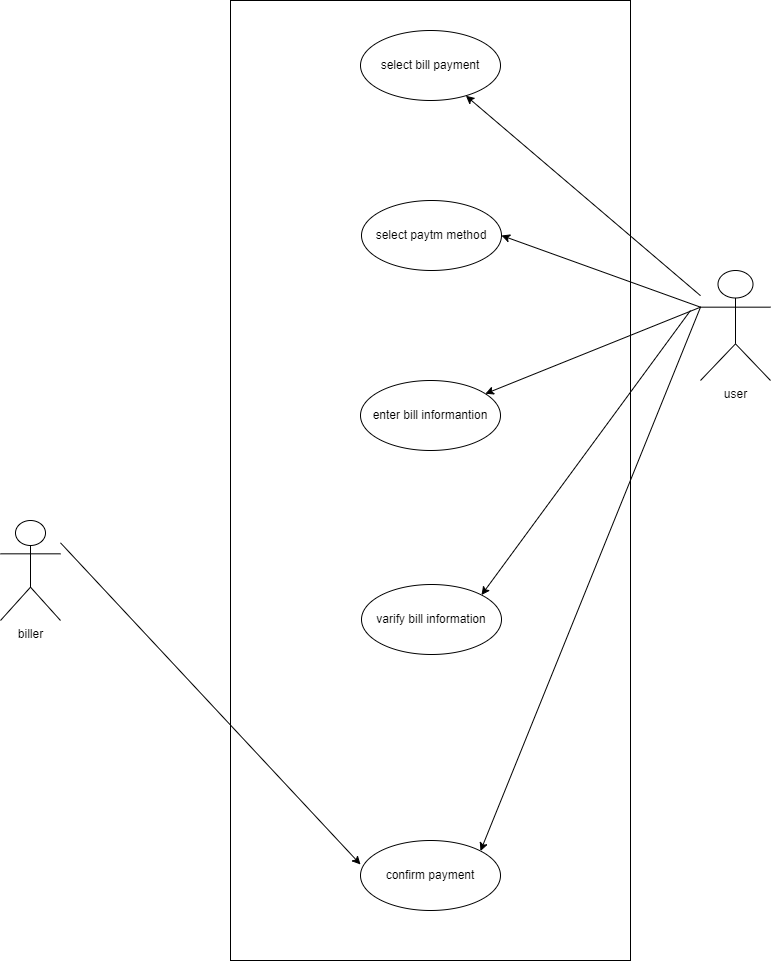 select bill payment
select paytm method
user
enter bill informantion
varify bill information
biller
confirm payment